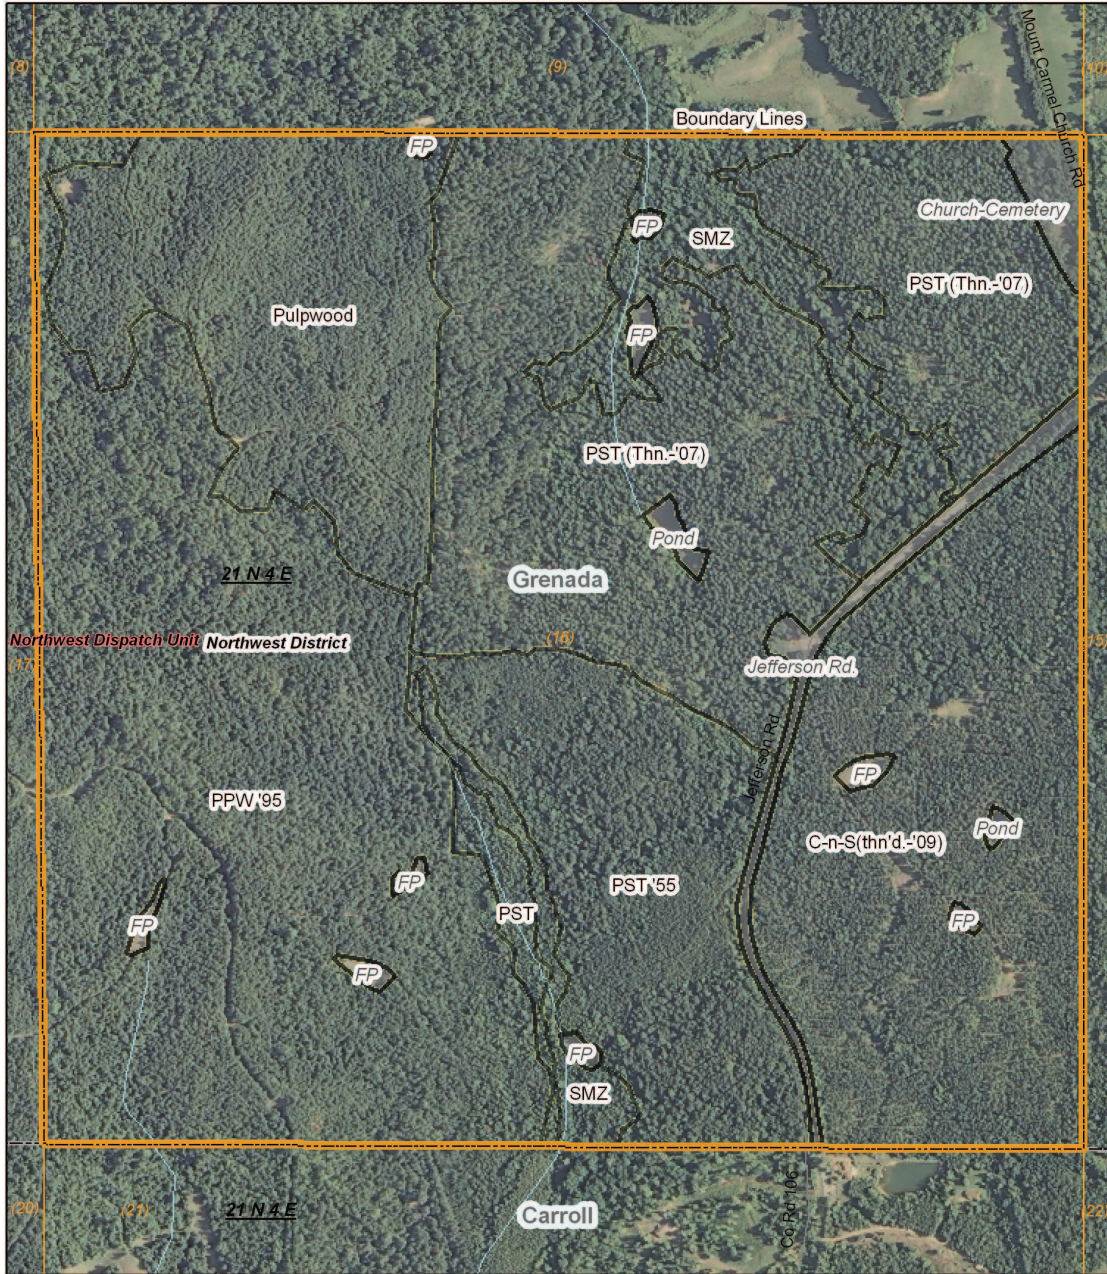 (8)
(9)
(10)
Mount Carmel Church Rd
Boundary Lines
FP
Church-Cemetery
FP
SMZ
PST (Thn.-'07)
Pulpwood
FP
PST (Thn.-'07)
Pond
21 N 4 E
Grenada
Northwest Dispatch Unit
Northwest District
(16)
(15)
(17)
Jefferson Rd.
Jefferson Rd
FP
PPW '95
Pond
C-n-S(thn'd.-'09)
FP
PST '55
PST
FP
FP
FP
FP
SMZ
Co Rd 106
(20)
(21)
21 N 4 E
Carroll
(22)